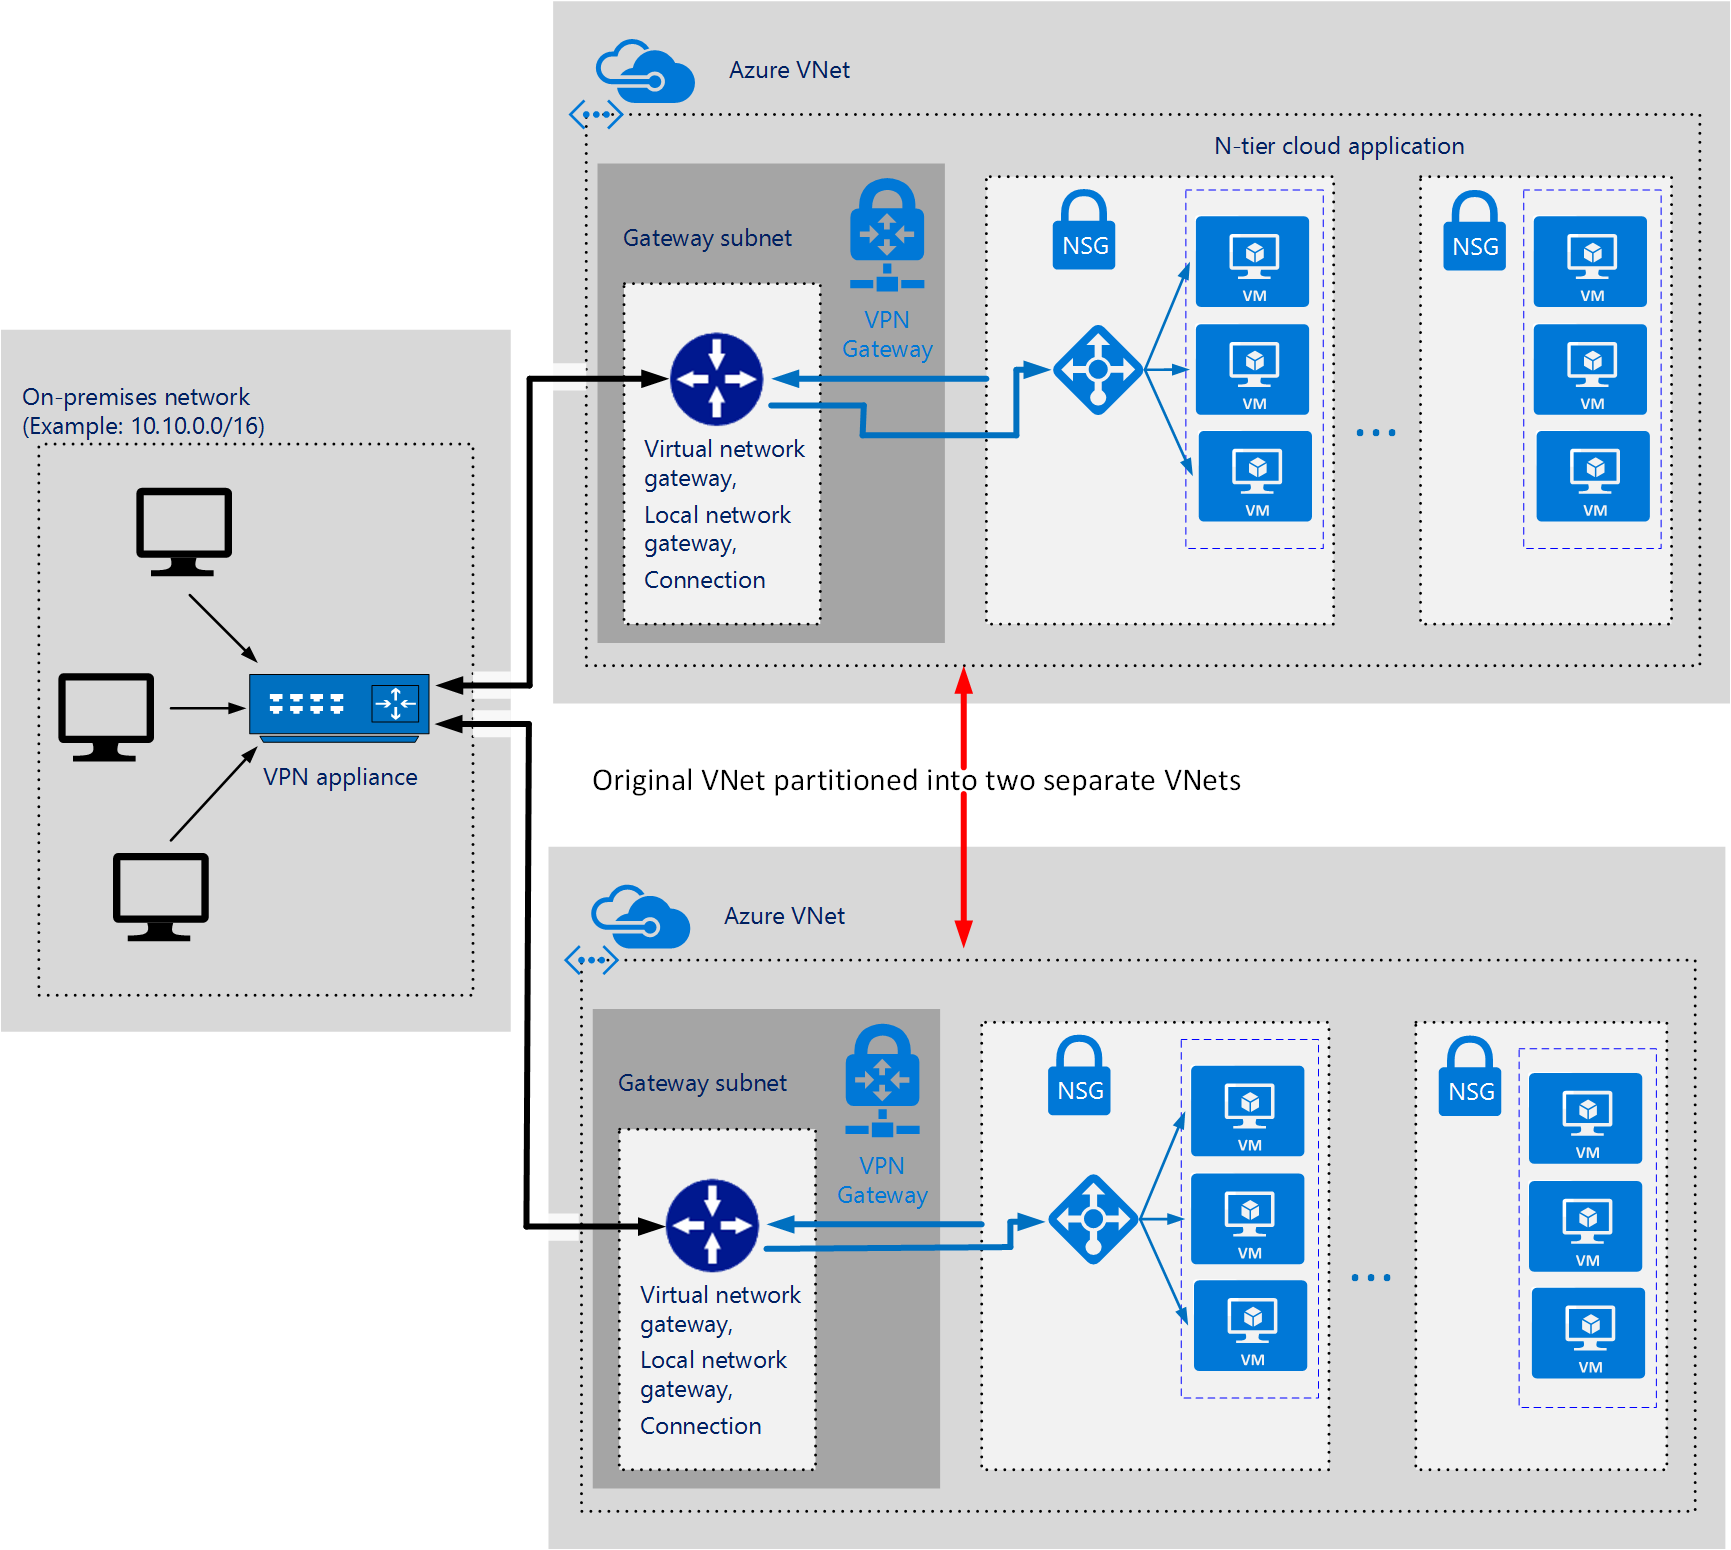 Azure VNet
N-tier cloud application
Gateway subnet
VPN
Gateway
NSG
VM
VM
VM
NSG
VM
VM
VM
Virtual network
gateway,
Local network
gateway,
Connection
On-premises network
(Example: 10.10.0.0/16)
VPN appliance
Original VNet partitioned into two separate VNets
Azure VNet
Gateway subnet
VPN
Gateway
NSG
VM
VM
VM
NSG
VM
VM
VM
Virtual network
gateway,
Local network
gateway,
Connection